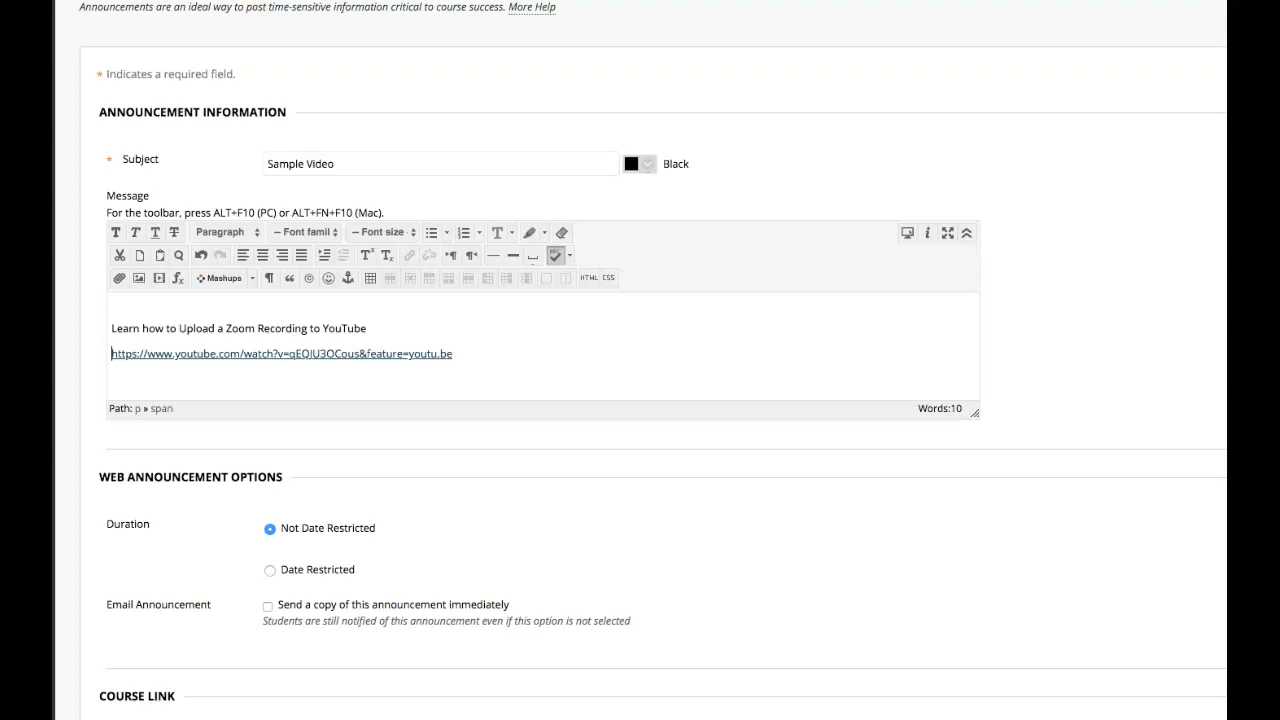 Announcements are an ideal way to post time-sensitive information critical to course success. More Help
* Indicates a required field.
ANNOUNCEMENT INFORMATION
* Subject
Sample Video
Black
Message
For the toolbar, press ALT+F10 (PC) or ALT+FN+F10 (Mac).
T T T T Paragraph – Font famil – Font size T
Tx Tx ABC
fx Mashups ¶ “ © HTML CSS
Learn how to Upload a Zoom Recording to YouTube
https://www.youtube.com/watch?v=qEQJU3OCous&feature=youtu.be
Path: p » span Words:10
WEB ANNOUNCEMENT OPTIONS
Duration
Not Date Restricted
Date Restricted
Email Announcement
Send a copy of this announcement immediately
Students are still notified of this announcement even if this option is not selected
COURSE LINK